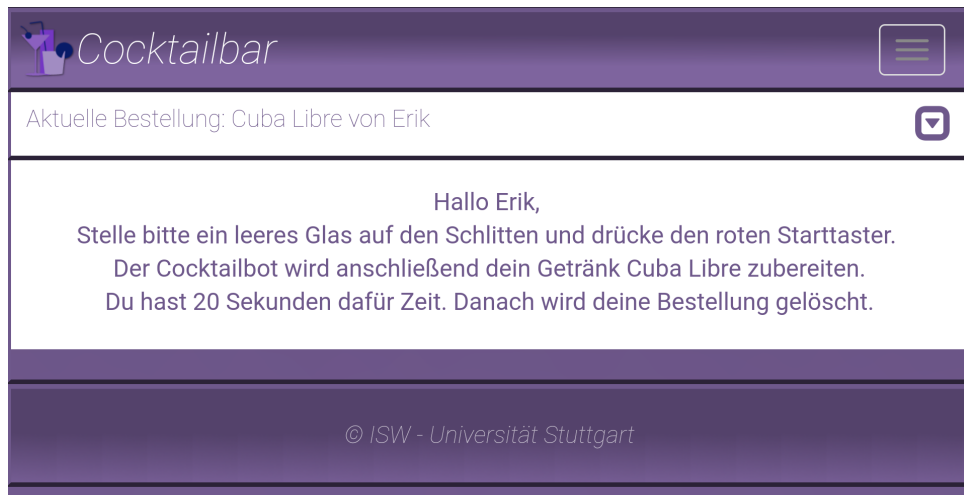 Cocktailbar
Aktuelle Bestellung: Cuba Libre von Erik
Hallo Erik,
Stelle bitte ein leeres Glas auf den Schlitten und drücke den roten Starttaster.
Der Cocktailbot wird anschließend dein Getränk Cuba Libre zubereiten.
Du hast 20 Sekunden dafür Zeit. Danach wird deine Bestellung gelöscht.
© ISW - Universität Stuttgart